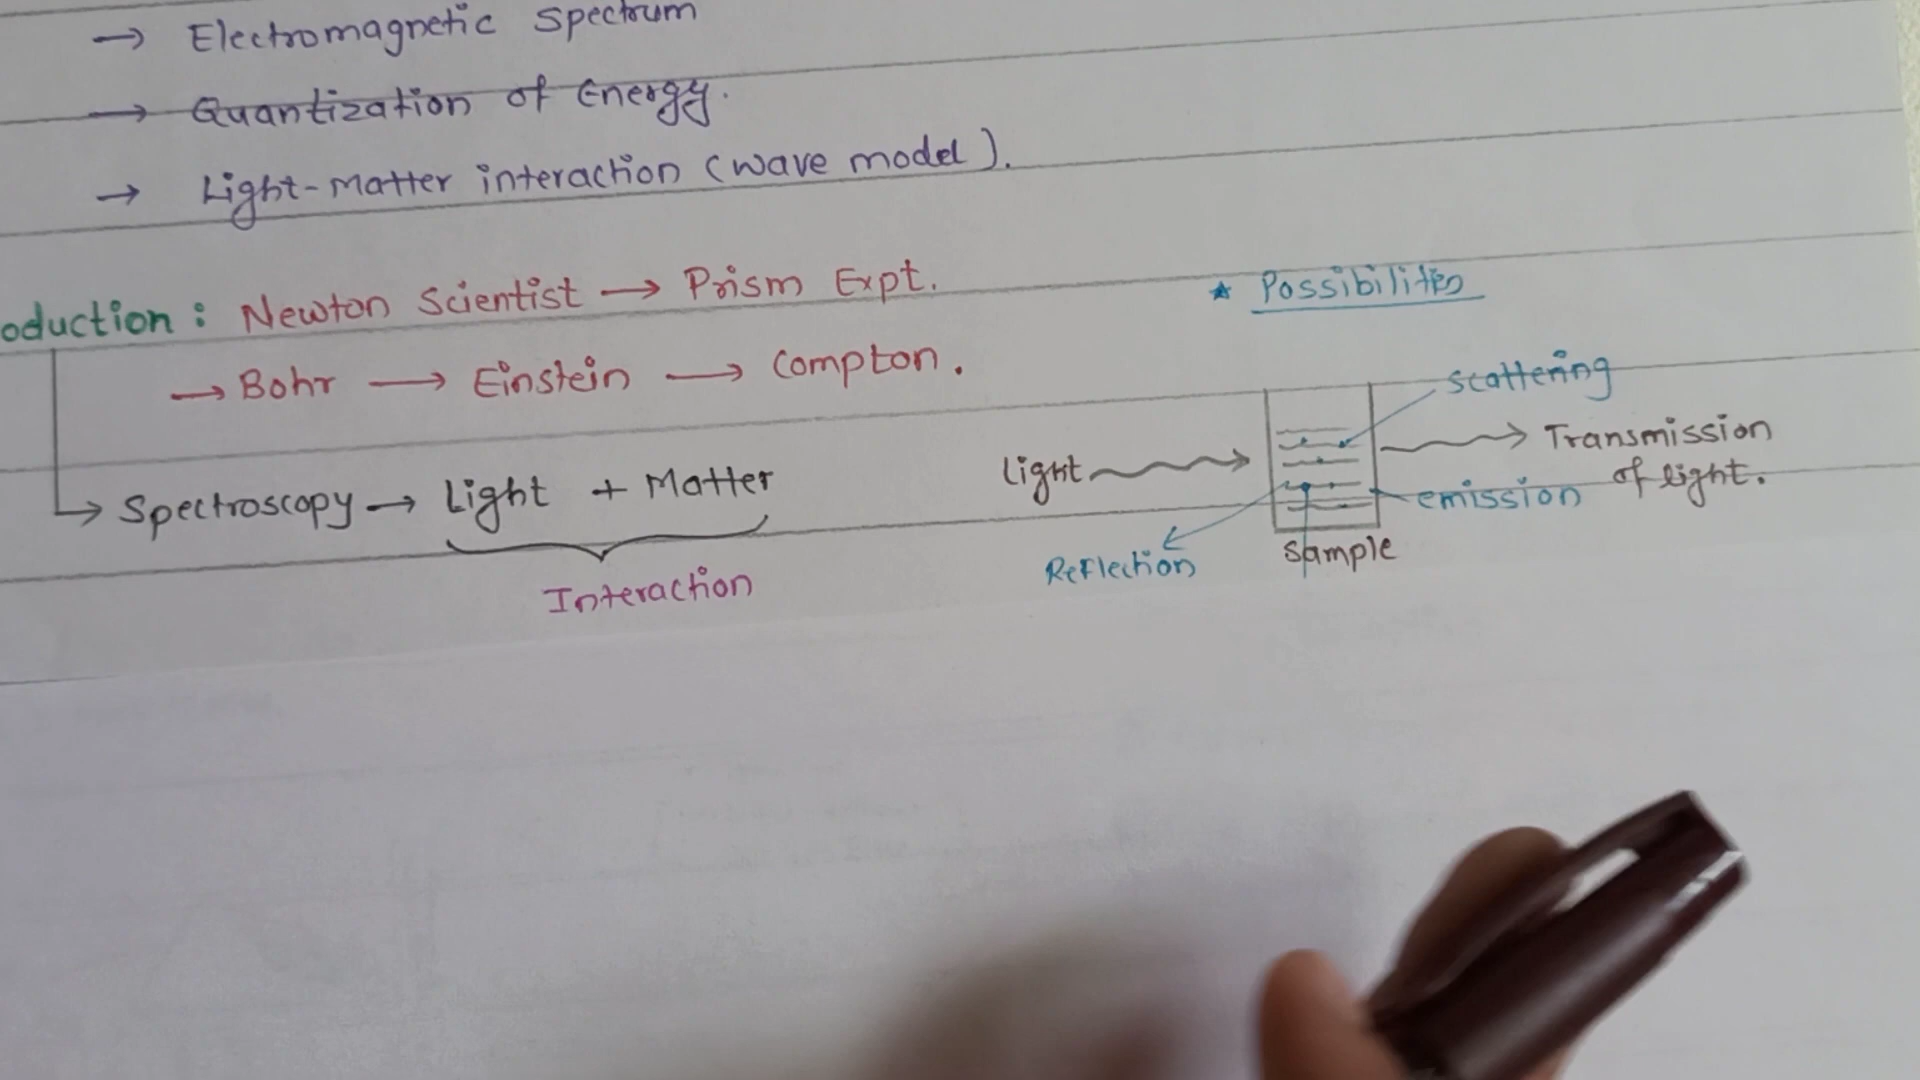 → Electromagnetic Spectrum
→ Quantization of Energy.
→ Light-Matter interaction (wave model).
oduction : Newton Scientist → Prism Expt.
→ Bohr → Einstein → Compton.
Spectroscopy → Light + Matter
Interaction
★ Possibilities
scattering
Light
Transmission
of light.
emission
Reflection
Sample